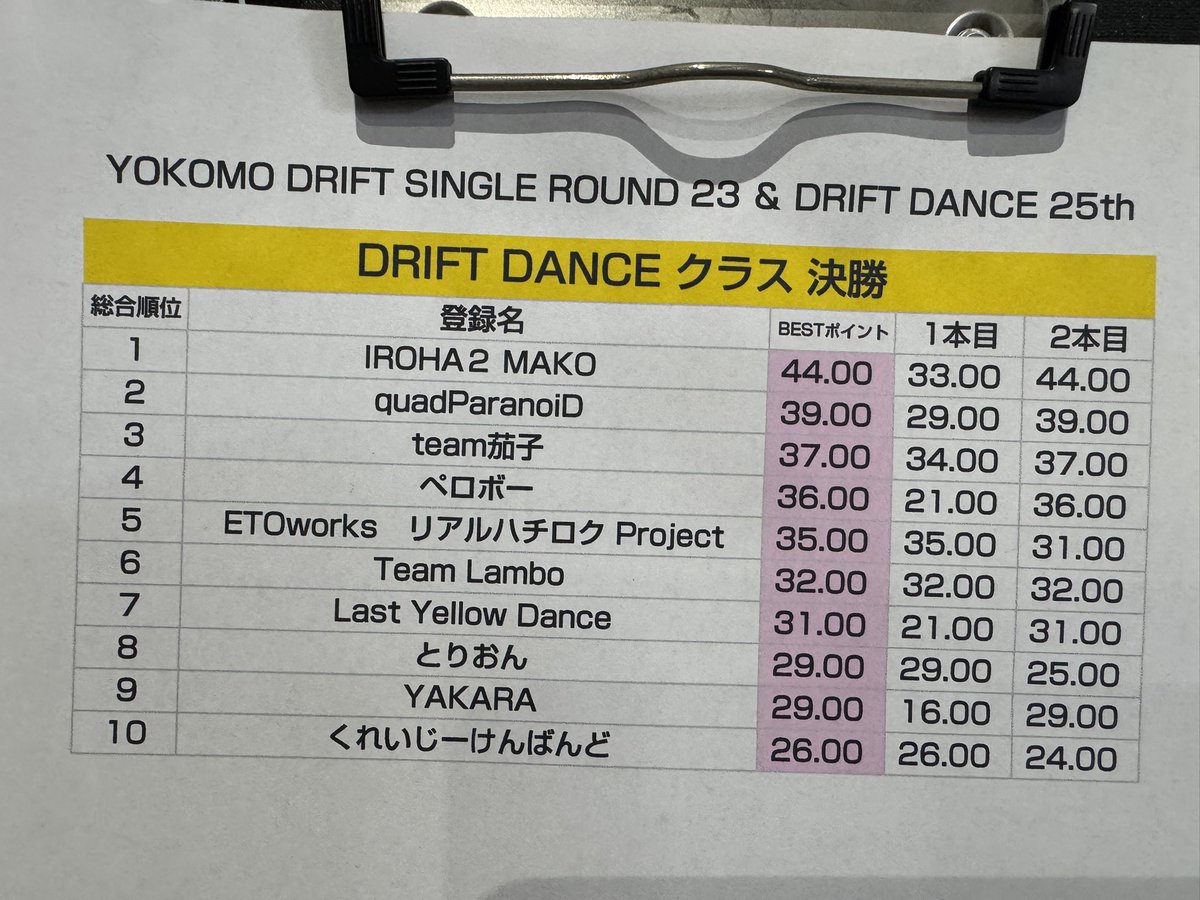 YOKOMO DRIFT SINGLE ROUND 23 & DRIFT DANCE 25th
DRIFT DANCE クラス 決勝
総合順位 登録名 BESTポイント 1本目 2本目
1 IROHA2 MAKO 44.00 33.00 44.00
2 quadParanoiD 39.00 29.00 39.00
3 team茄子 37.00 34.00 37.00
4 ペロボー 36.00 21.00 36.00
5 ETOworks　リアルハチロク Project 35.00 35.00 31.00
6 Team Lambo 32.00 32.00 32.00
7 Last Yellow Dance 31.00 21.00 31.00
8 とりおん 29.00 29.00 25.00
9 YAKARA 29.00 16.00 29.00
10 くれいじーけんばんど 26.00 26.00 24.00